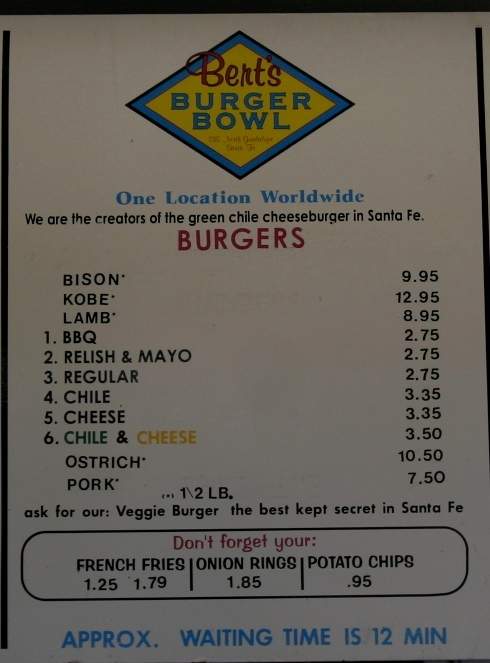 Bert's
BURGER
BOWL
Santa Fe
One Location Worldwide
We are the creators of the green chile cheeseburger in Santa Fe.
BURGERS
BISON* 9.95
KOBE* 12.95
LAMB* 8.95
1. BBQ 2.75
2. RELISH & MAYO 2.75
3. REGULAR 2.75
4. CHILE 3.35
5. CHEESE 3.35
6. CHILE & CHEESE 3.50
OSTRICH* 10.50
PORK* 7.50
1\2 LB.
ask for our: Veggie Burger the best kept secret in Santa Fe
Don't forget your:
FRENCH FRIES ONION RINGS POTATO CHIPS
1.25 1.79 1.85 .95
APPROX. WAITING TIME IS 12 MIN